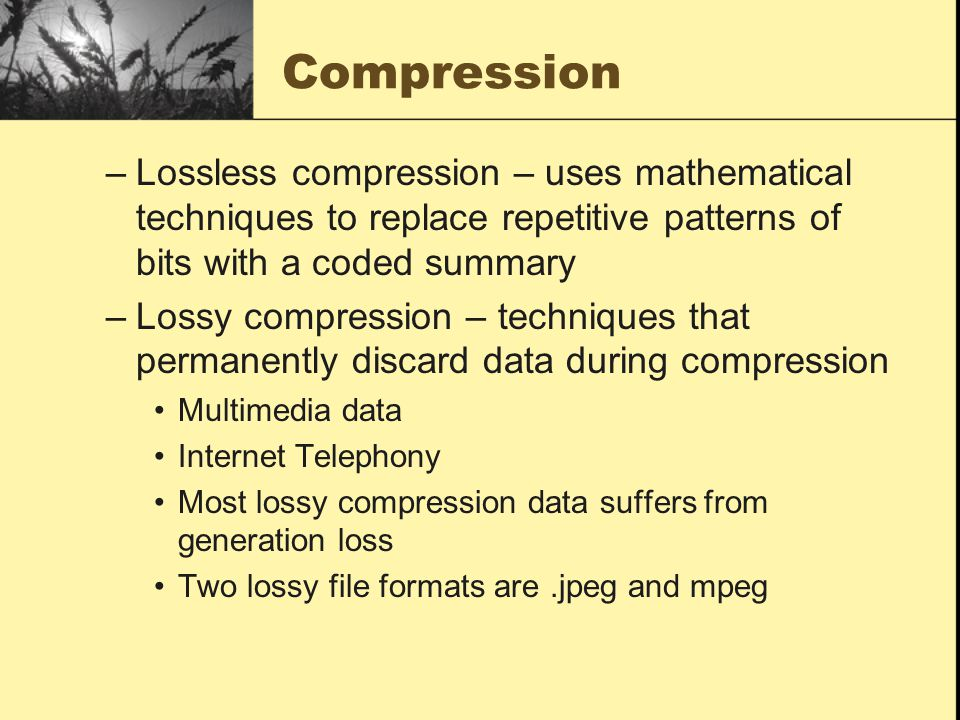 Compression
– Lossless compression – uses mathematical
techniques to replace repetitive patterns of
bits with a coded summary
– Lossy compression – techniques that
permanently discard data during compression
• Multimedia data
• Internet Telephony
• Most lossy compression data suffers from
generation loss
• Two lossy file formats are .jpeg and mpeg